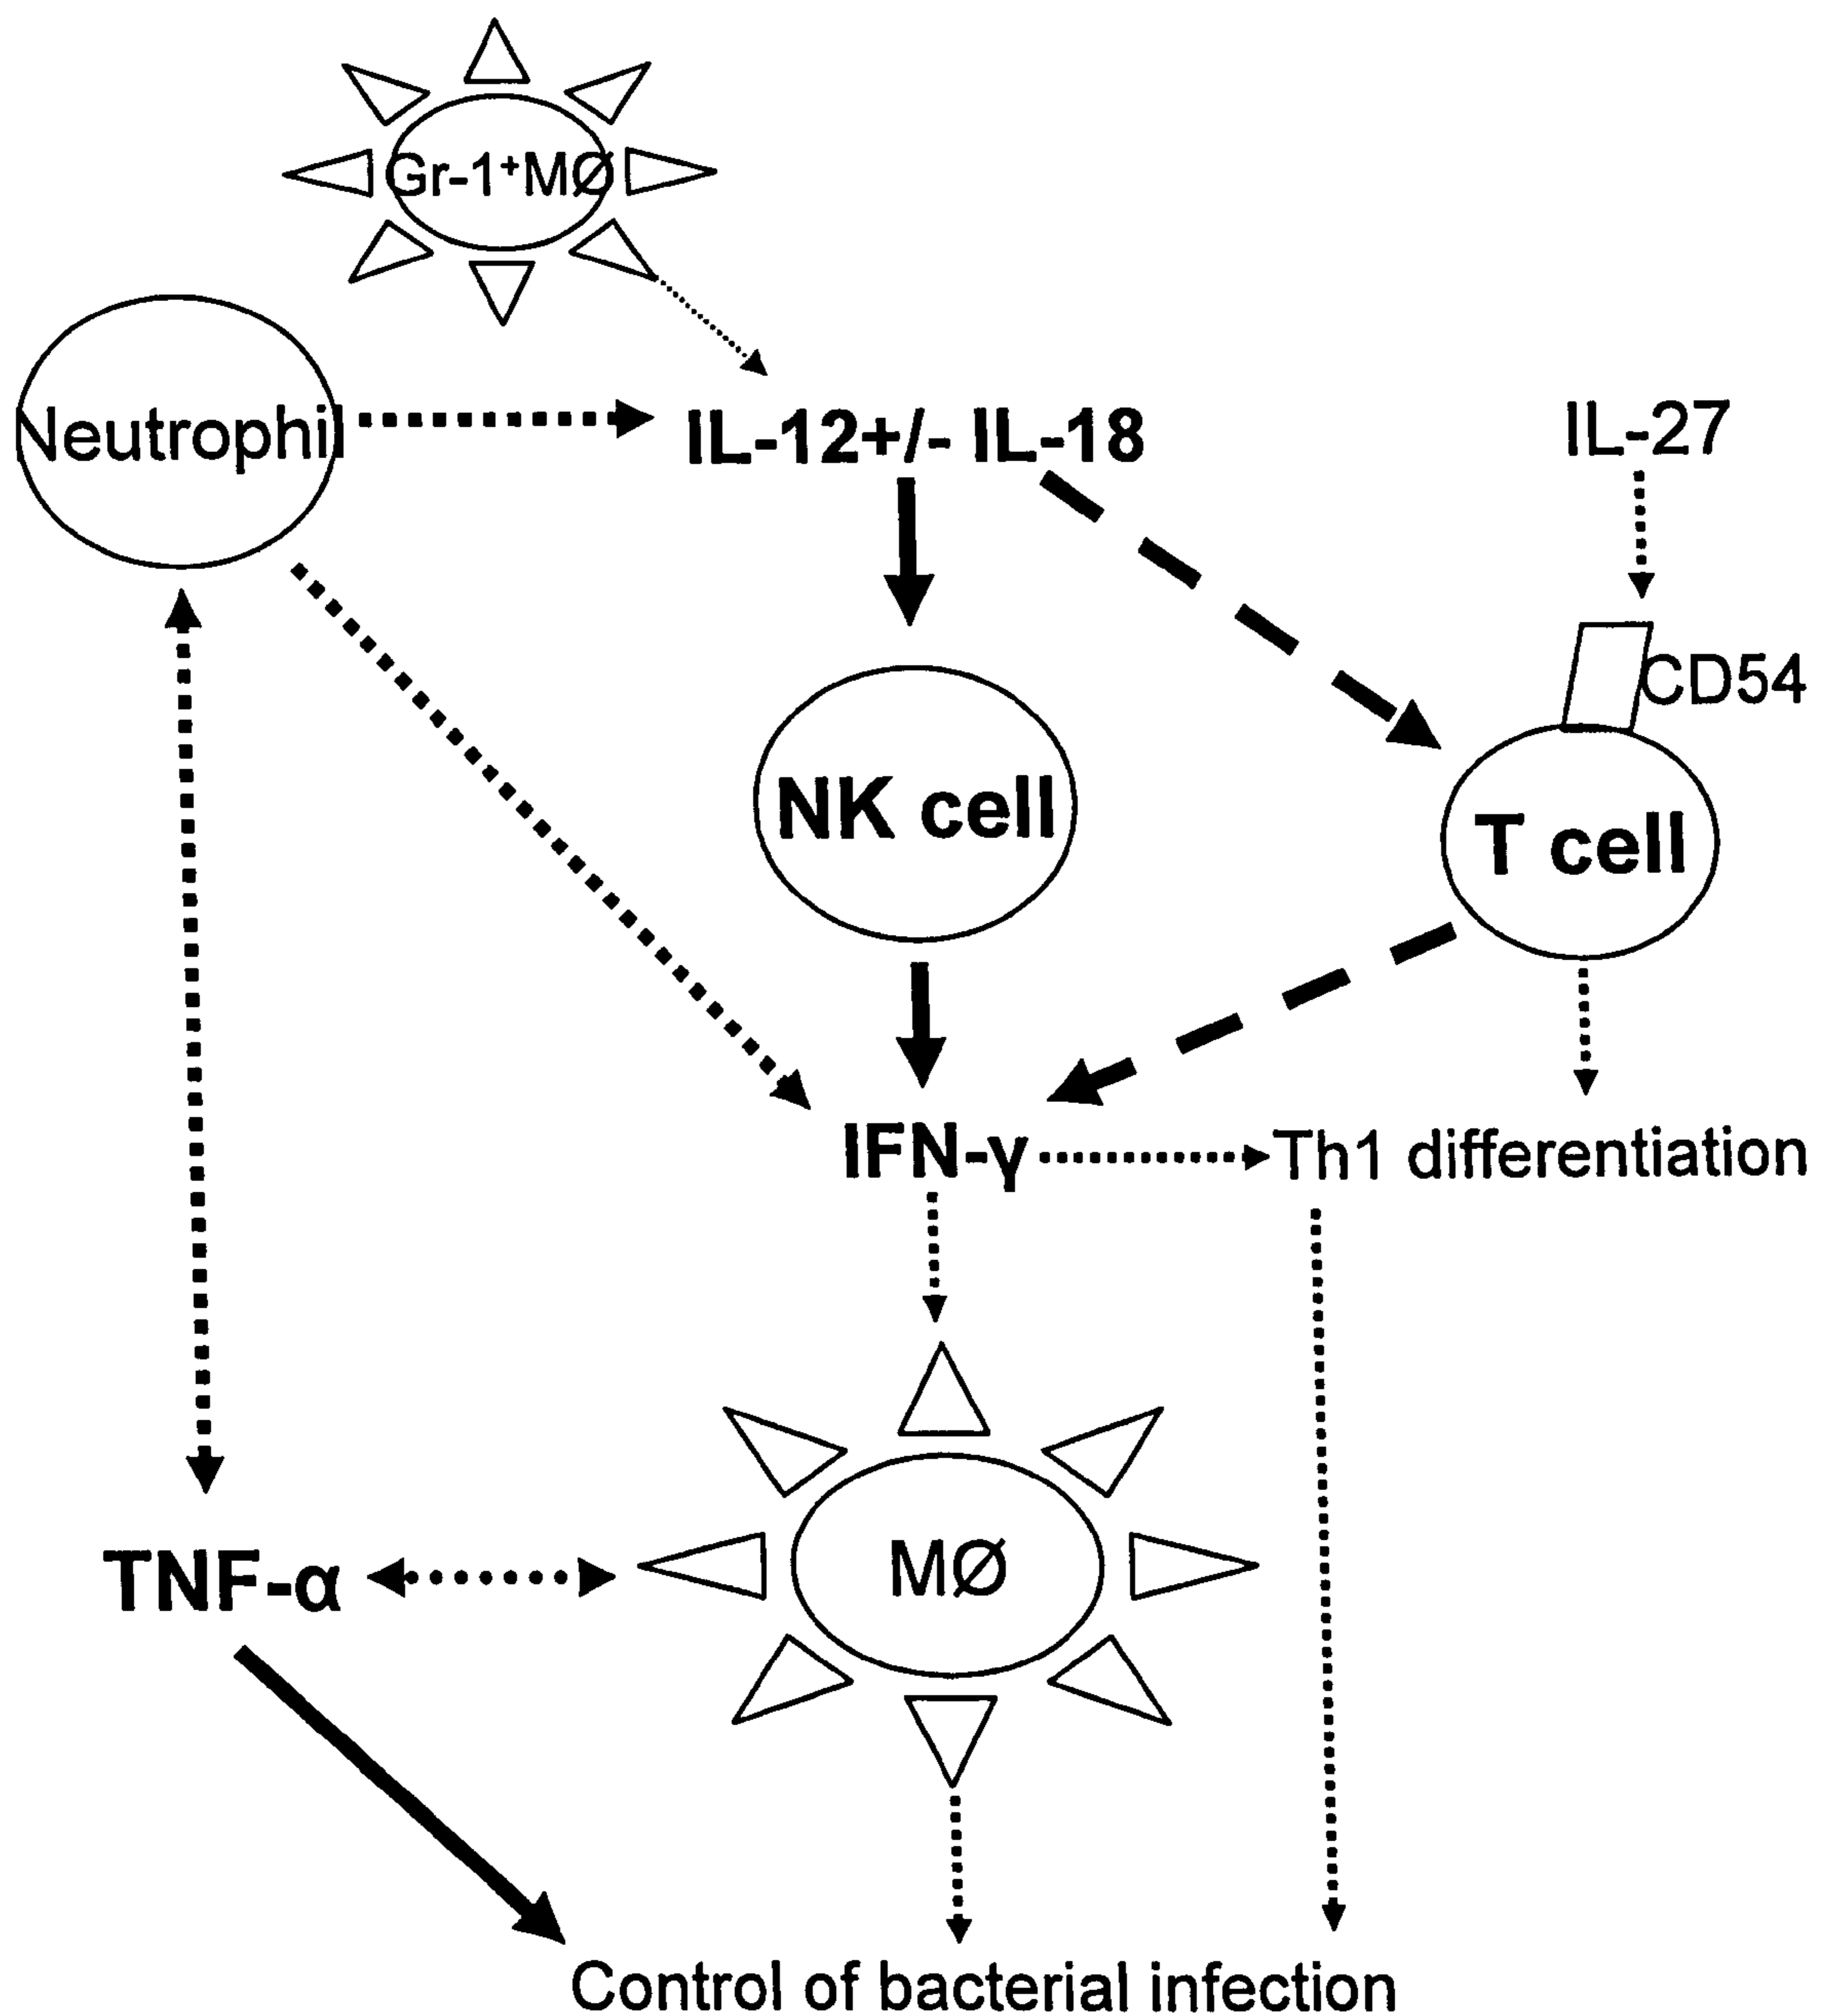 Gr-1⁺MØ
Neutrophil
IL-12+/- IL-18
IL-27
CD54
NK cell
T cell
IFN-γ
Th1 differentiation
MØ
TNF-α
Control of bacterial infection